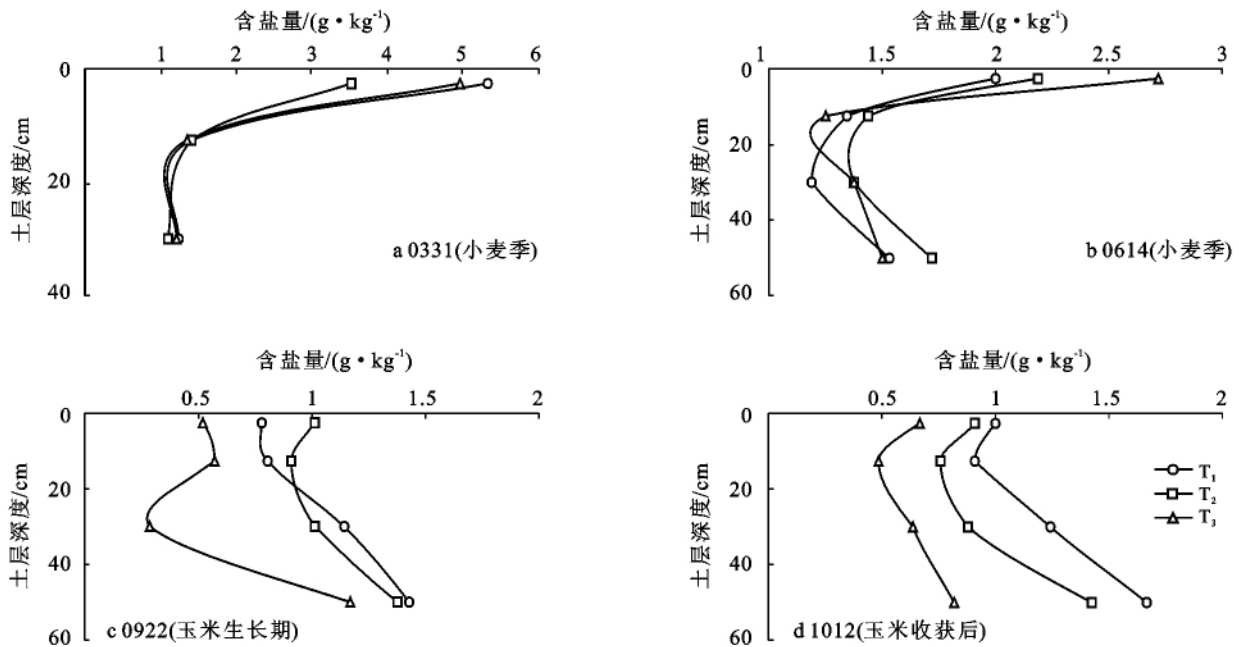 含盐量/(g·kg⁻¹)
1 2 3 4 5 6
0
20
40
土层深度/cm
a 0331(小麦季)
含盐量/(g·kg⁻¹)
1 1.5 2 2.5 3
0
20
40
60
土层深度/cm
b 0614(小麦季)
含盐量/(g·kg⁻¹)
0.5 1 1.5 2
0
20
40
60
土层深度/cm
c 0922(玉米生长期)
含盐量/(g·kg⁻¹)
0.5 1 1.5 2
0
20
40
60
土层深度/cm
T₁
T₂
T₃
d 1012(玉米收获后)